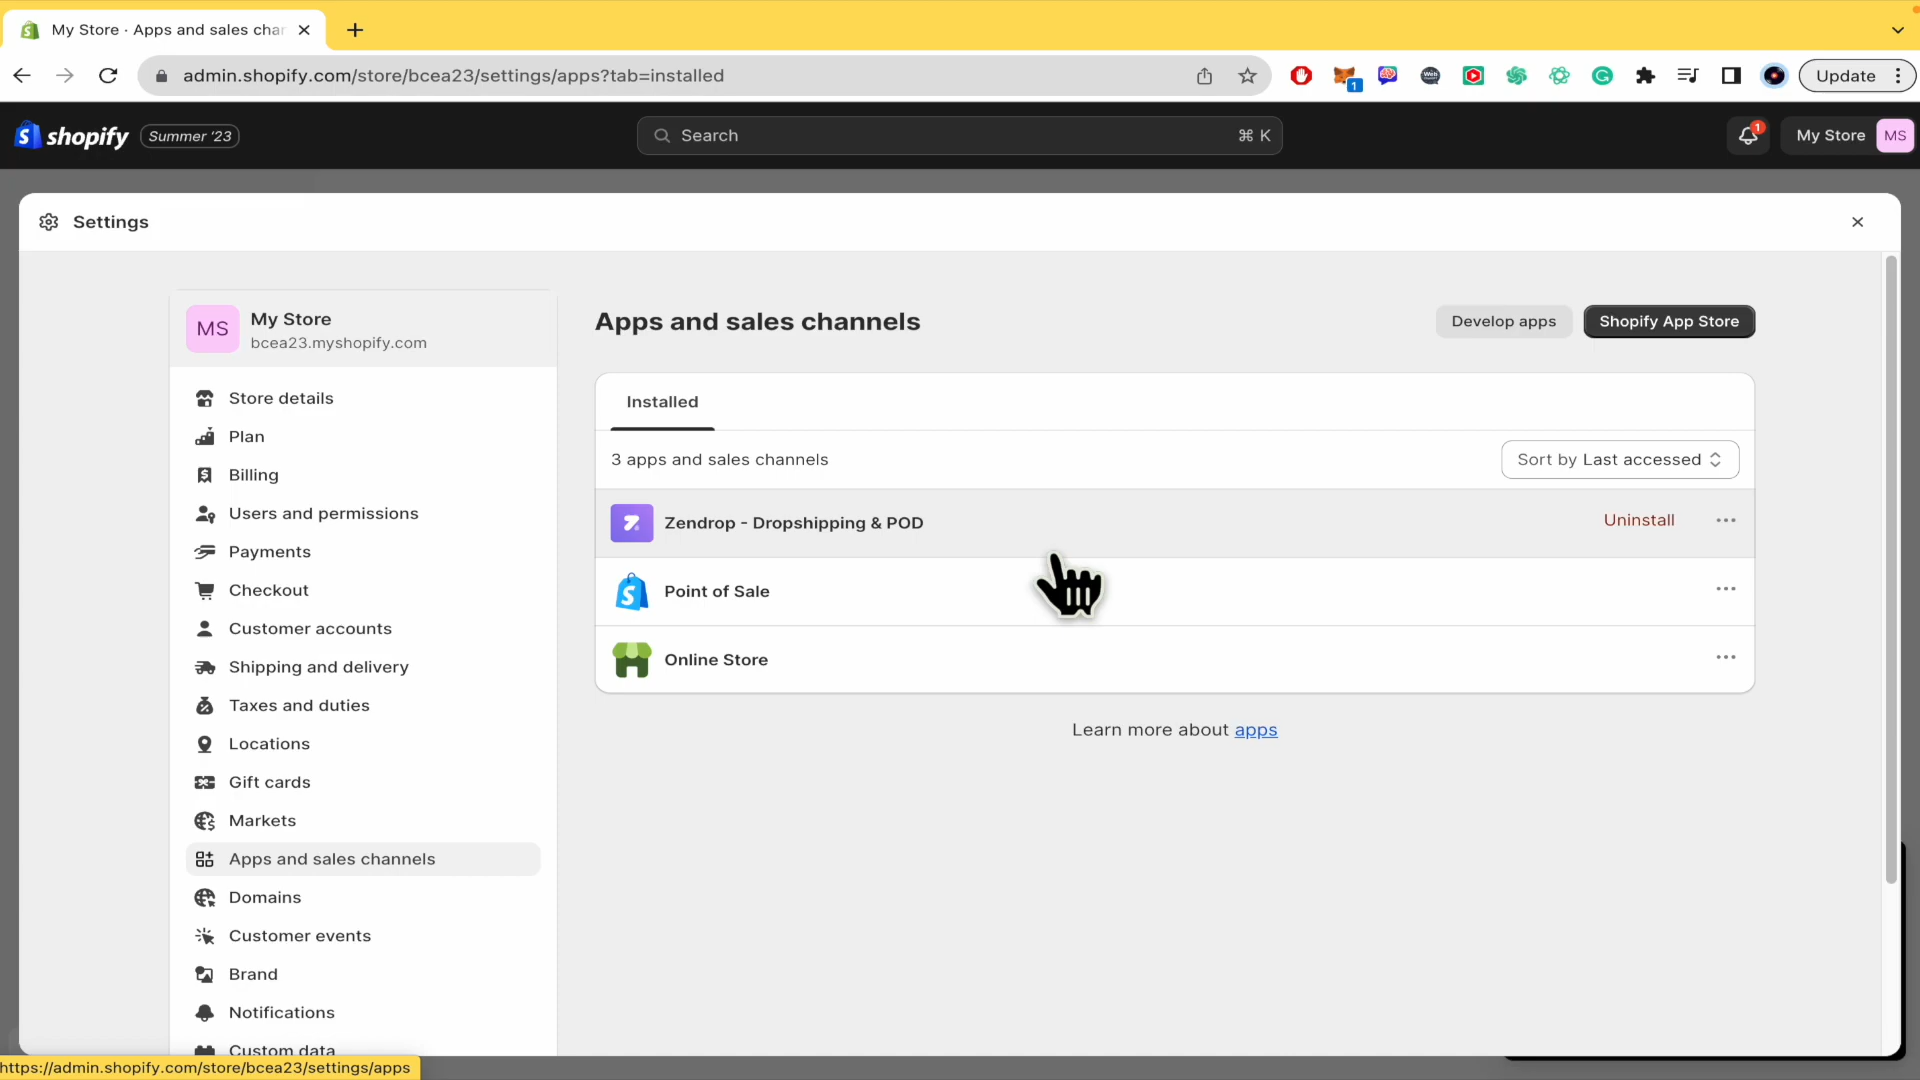 My Store · Apps and sales char
admin.shopify.com/store/bcea23/settings/apps?tab=installed
1
Update
shopify
Summer '23
Search
⌘ K
1
My Store
MS
Settings
MS
My Store
bcea23.myshopify.com
Store details
Plan
Billing
Users and permissions
Payments
Checkout
Customer accounts
Shipping and delivery
Taxes and duties
Locations
Gift cards
Markets
Apps and sales channels
Domains
Customer events
Brand
Notifications
Custom data
Apps and sales channels
Develop apps
Shopify App Store
Installed
3 apps and sales channels
Sort by Last accessed
Zendrop - Dropshipping & POD
Uninstall
Point of Sale
Online Store
Learn more about apps
https://admin.shopify.com/store/bcea23/settings/apps